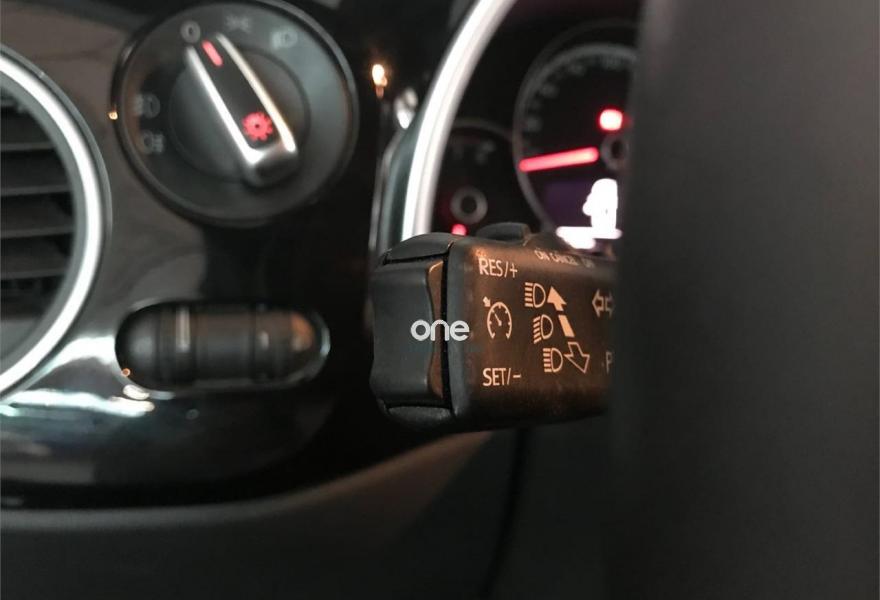 O
ON CANCEL
RES/+
one
SET/-
P